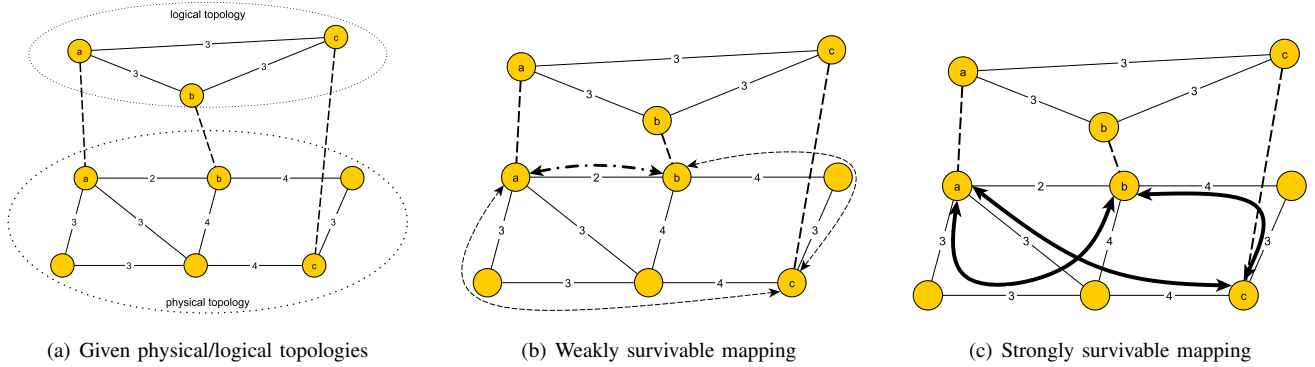 logical topology
a
3
c
3
3
b
a
2
b
4
3
3
4
3
3
4
c
physical topology
(a) Given physical/logical topologies
a
3
c
3
3
b
a
2
b
4
3
3
4
3
3
4
c
(b) Weakly survivable mapping
a
3
c
3
3
b
a
2
b
4
3
3
4
3
3
4
c
(c) Strongly survivable mapping